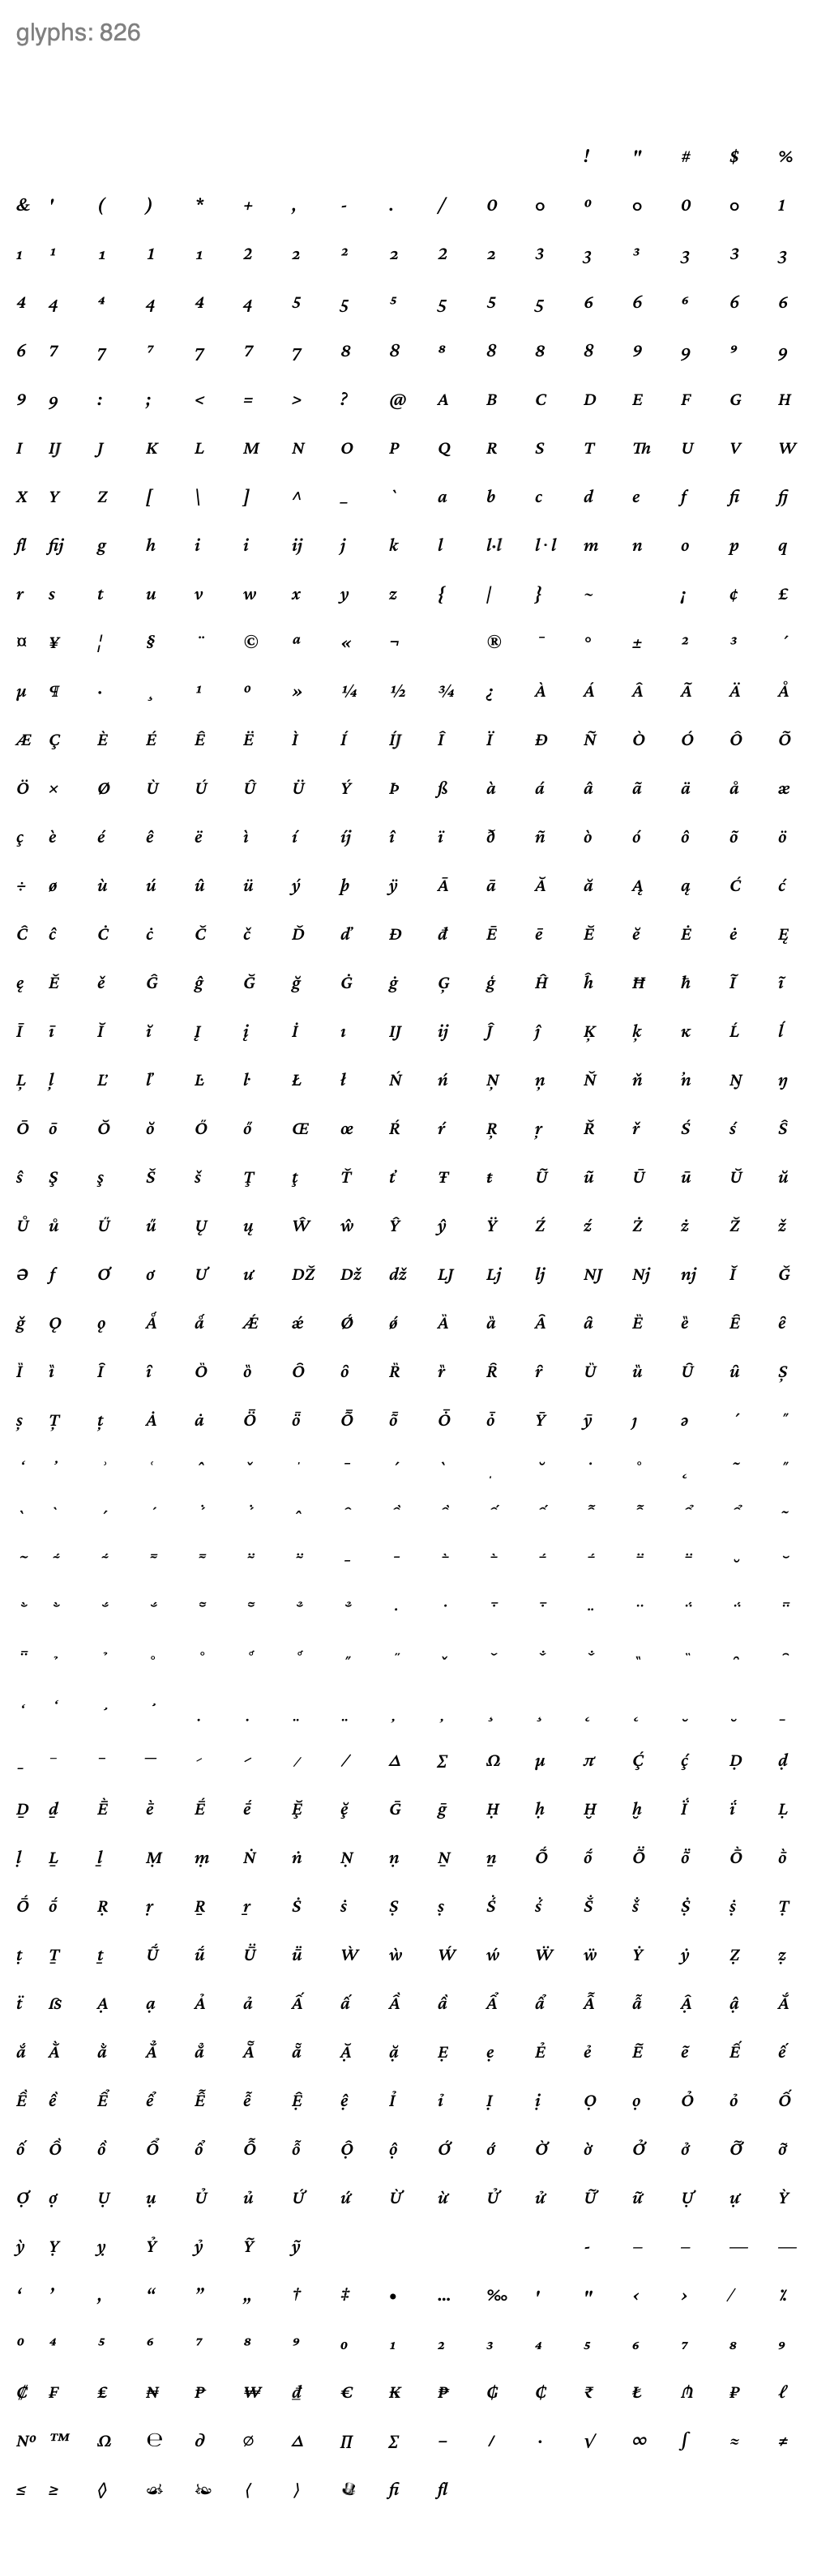 glyphs: 826
! " # $ %
& ' ( ) * + , - . / 0 o º o 0 o 1
1 ¹ 1 1 1 2 2 ² 2 2 2 3 3 ³ 3 3 3
4 4 ⁴ 4 4 4 5 5 ⁵ 5 5 5 6 6 ⁶ 6 6
6 7 7 ⁷ 7 7 7 8 8 ⁸ 8 8 8 9 9 ⁹ 9
9 9 : ; < = > ? @ A B C D E F G H
I IJ J K L M N O P Q R S T Th U V W
X Y Z [ \ ] ^ _ ` a b c d e f fi fj
fl fij g h i i ij j k l l·l l·l m n o p q
r s t u v w x y z { | } ~ ¡ ¢ £
¤ ¥ ¦ § ¨ © ª « ¬ ® ¯ ° ± ² ³ ´
µ ¶ · ¸ ¹ º » ¼ ½ ¾ ¿ À Á Â Ã Ä Å
Æ Ç È É Ê Ë Ì Í ÍJ Î Ï Ð Ñ Ò Ó Ô Õ
Ö × Ø Ù Ú Û Ü Ý Þ ß à á â ã ä å æ
ç è é ê ë ì í íj î ï ð ñ ò ó ô õ ö
÷ ø ù ú û ü ý þ ÿ Ā ā Ă ă Ą ą Ć ć
Ĉ ĉ Ċ ċ Č č Ď ď Đ đ Ē ē Ĕ ĕ Ė ė Ę
ę Ě ě Ĝ ĝ Ğ ğ Ġ ġ Ģ ģ Ĥ ĥ Ħ ħ Ĩ ĩ
Ī ī Ĭ ĭ Į į İ ı IJ ij Ĵ ĵ Ķ ķ ĸ Ĺ ĺ
Ļ ļ Ľ ľ Ŀ ŀ Ł ł Ń ń Ņ ņ Ň ň ŉ Ŋ ŋ
Ō ō Ŏ ŏ Ő ő Œ œ Ŕ ŕ Ŗ ŗ Ř ř Ś ś Ŝ
ŝ Ş ş Š š Ţ ţ Ť ť Ŧ ŧ Ũ ũ Ū ū Ŭ ŭ
Ů ů Ű ű Ų ų Ŵ ŵ Ŷ ŷ Ÿ Ź ź Ż ż Ž ž
Ə ƒ Ơ ơ Ư ư DŽ Dž dž LJ Lj lj NJ Nj nj Ǐ Ǧ
ǧ Ǫ ǫ Ǻ ǻ Ǽ ǽ Ǿ ǿ Ȁ ȁ Ȃ ȃ Ȅ ȅ Ȇ ȇ
Ȉ ȉ Ȋ ȋ Ȍ ȍ Ȏ ȏ Ȑ ȑ Ȓ ȓ Ȕ ȕ Ȗ ȗ Ș
ș Ț ț Ȧ ȧ Ȫ ȫ Ȭ ȭ Ȱ ȱ Ȳ ȳ ȷ ə ʹ ʺ
Δ Σ Ω μ π Ḉ ḉ Ḍ ḍ
Ḏ ḏ Ḕ ḕ Ḗ ḗ Ḝ ḝ Ḡ ḡ Ḥ ḥ Ḫ ḫ Ḯ ḯ Ḷ
ḷ Ḻ ḻ Ṃ ṃ Ṅ ṅ Ṇ ṇ Ṉ ṉ Ṍ ṍ Ṏ ṏ Ṑ ṑ
Ṓ ṓ Ṛ ṛ Ṟ ṟ Ṡ ṡ Ṣ ṣ Ṥ ṥ Ṧ ṧ Ṩ ṩ Ṭ
ṭ Ṯ ṯ Ṹ ṹ Ṻ ṻ Ẁ ẁ Ẃ ẃ Ẅ ẅ Ẏ ẏ Ẓ ẓ
ẗ ẞ Ạ ạ Ả ả Ấ ấ Ầ ầ Ẩ ẩ Ẫ ẫ Ậ ậ Ắ
ắ Ằ ằ Ẳ ẳ Ẵ ẵ Ặ ặ Ẹ ẹ Ẻ ẻ Ẽ ẽ Ế ế
Ề ề Ể ể Ễ ễ Ệ ệ Ỉ ỉ Ị ị Ọ ọ Ỏ ỏ Ố
ố Ồ ồ Ổ ổ Ỗ ỗ Ộ ộ Ớ ớ Ờ ờ Ở ở Ỡ ỡ
Ợ ợ Ụ ụ Ủ ủ Ứ ứ Ừ ừ Ử ử Ữ ữ Ự ự Ỳ
ỳ Ỵ ỵ Ỷ ỷ Ỹ ỹ - – – — —
‘ ’ ‚ “ ” „ † ‡ • … ‰ ′ ″ ‹ › ⁄ ⁒
⁰ ⁴ ⁵ ⁶ ⁷ ⁸ ⁹ ₀ ₁ ₂ ₃ ₄ ₅ ₆ ₇ ₈ ₉
₡ ₣ ₤ ₦ ₧ ₩ ₫ € ₭ ₱ ₲ ₵ ₹ ₺ ₼ ₽ ℓ
№ ™ Ω ℮ ∂ ∅ ∆ ∏ ∑ − ∕ ∙ √ ∞ ∫ ≈ ≠
≤ ≥ ◊ ☙ ❧ ⟨ ⟩ fi fl